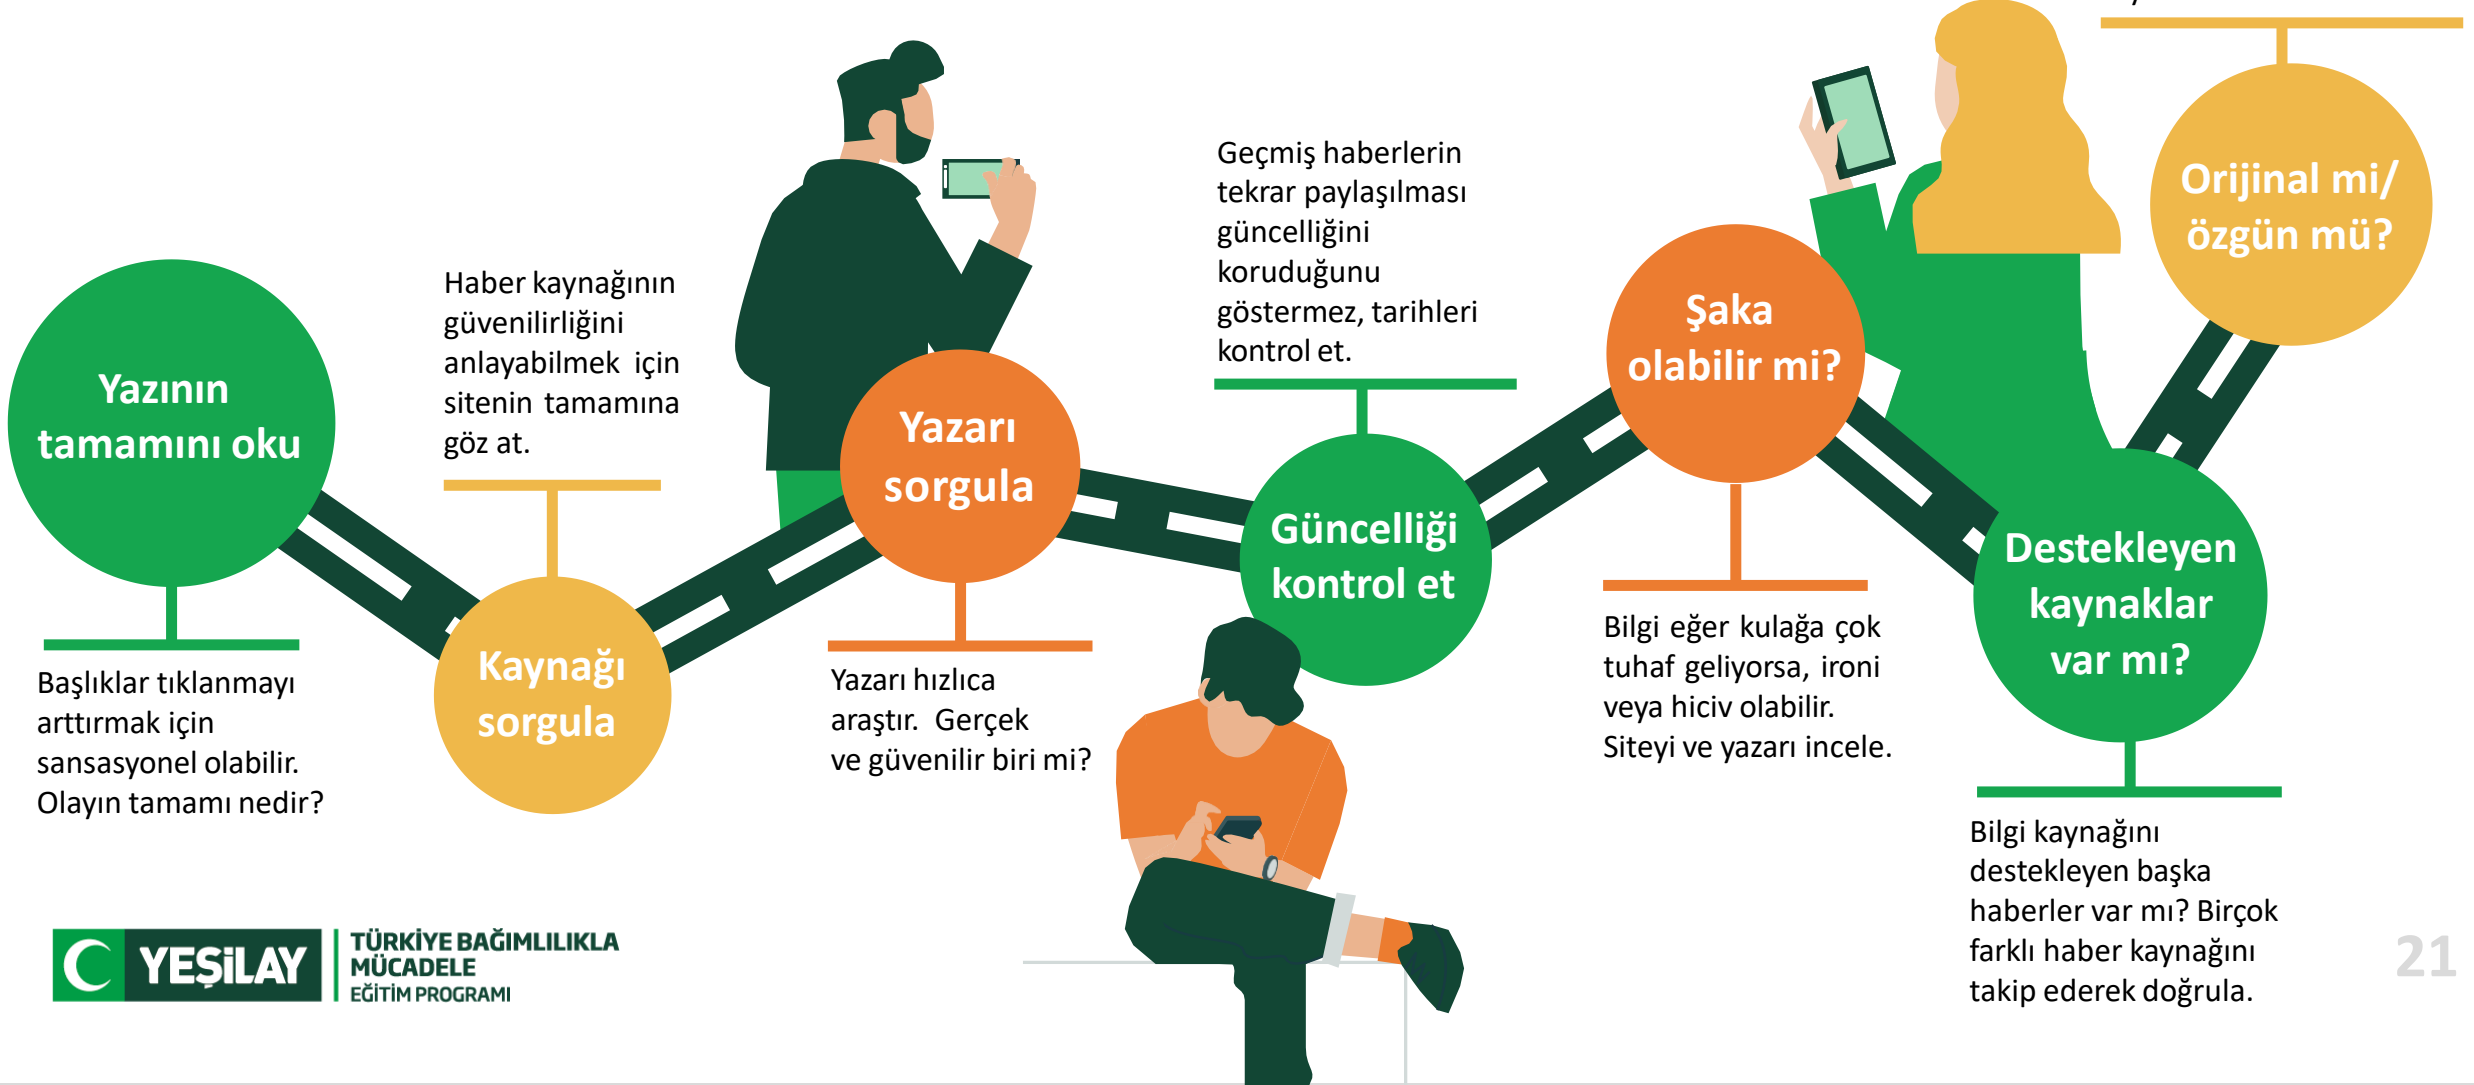 Yazının
tamamını oku
Başlıklar tıklanmayı
arttırmak için
sansasyonel olabilir.
Olayın tamamı nedir?
Haber kaynağının
güvenilirliğini
anlayabilmek için
sitenin tamamına
göz at.
Kaynağı
sorgula
Yazarı
sorgula
Yazarı hızlıca
araştır. Gerçek
ve güvenilir biri mi?
Geçmiş haberlerin
tekrar paylaşılması
güncelliğini
koruduğunu
göstermez, tarihleri
kontrol et.
Güncelliği
kontrol et
Şaka
olabilir mi?
Bilgi eğer kulağa çok
tuhaf geliyorsa, ironi
veya hiciv olabilir.
Siteyi ve yazarı incele.
Destekleyen
kaynaklar
var mı?
Bilgi kaynağını
destekleyen başka
haberler var mı? Birçok
farklı haber kaynağını
takip ederek doğrula.
Orijinal mi/
özgün mü?
YEŞİLAY
TÜRKİYE BAĞIMLILIKLA
MÜCADELE
EĞİTİM PROGRAMI
21